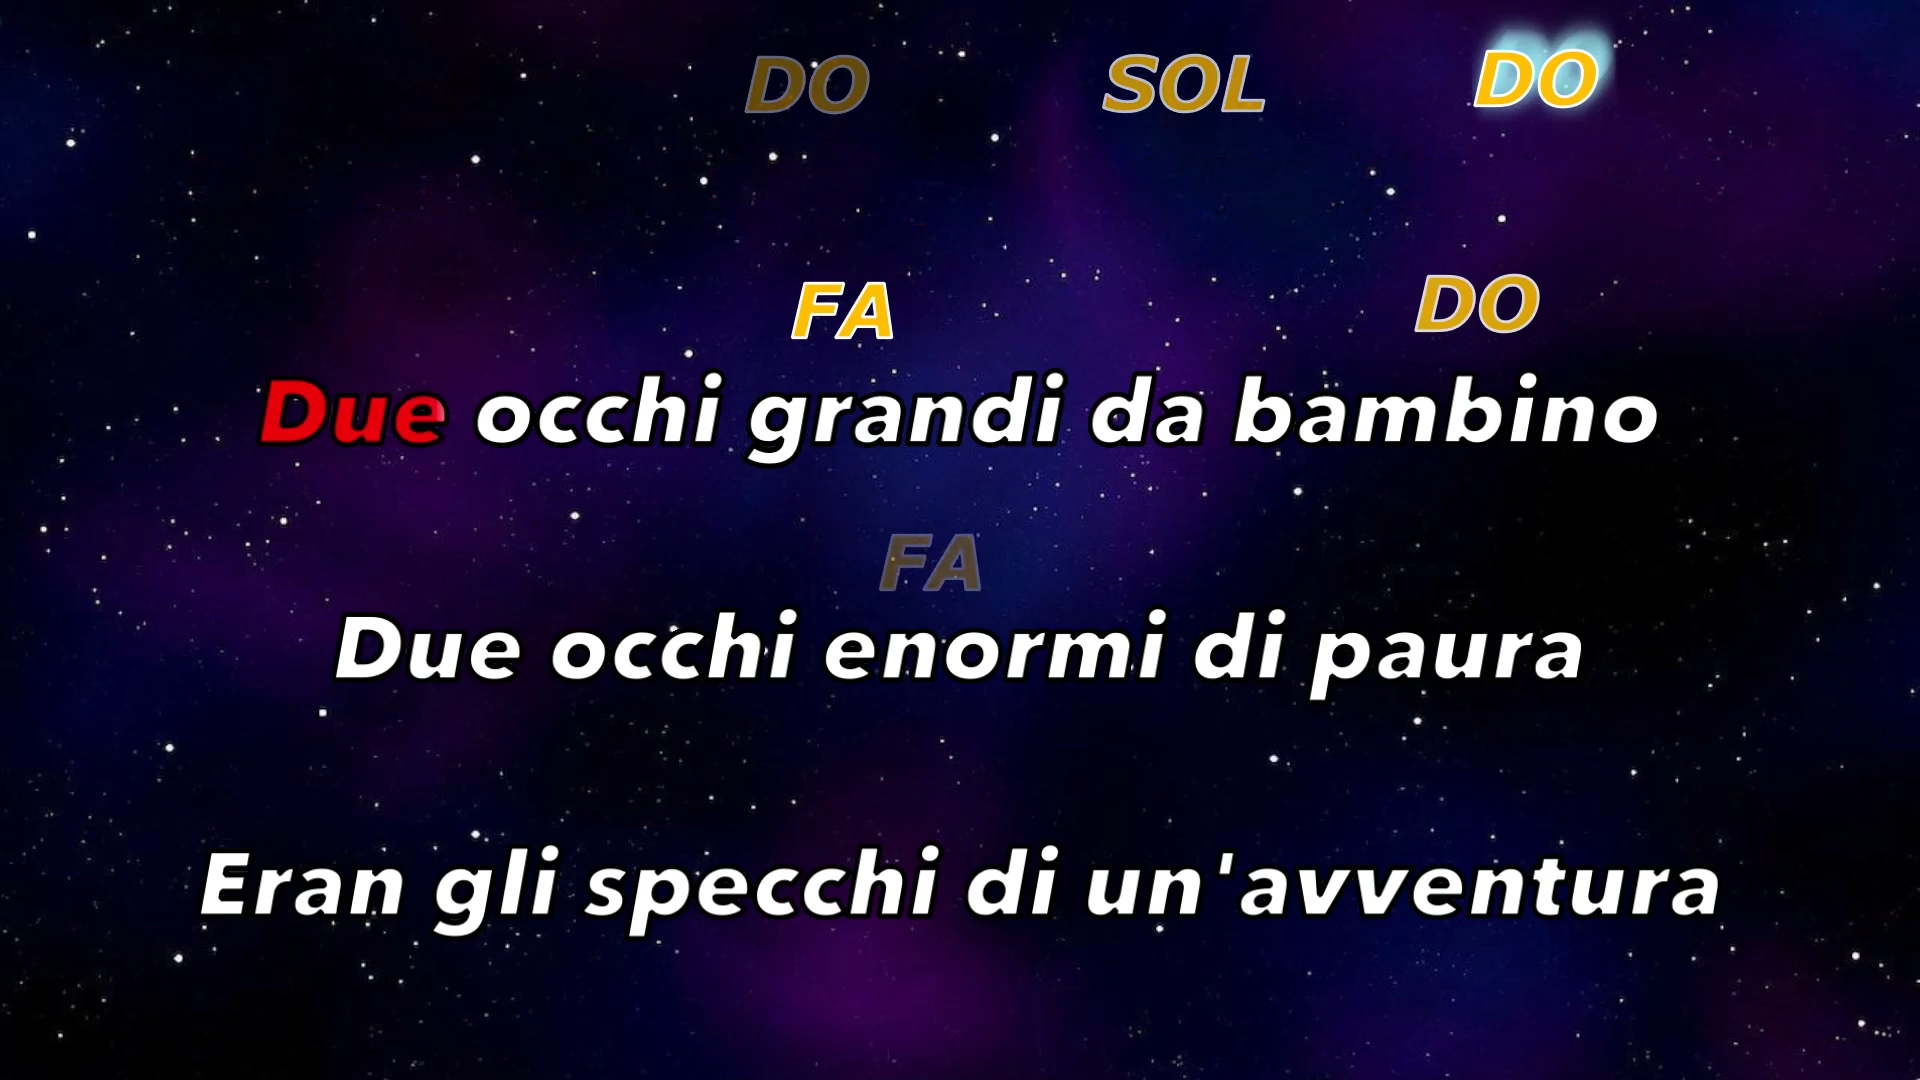 DO SOL DO
FA DO
Due occhi grandi da bambino
FA
Due occhi enormi di paura
Eran gli specchi di un'avventura